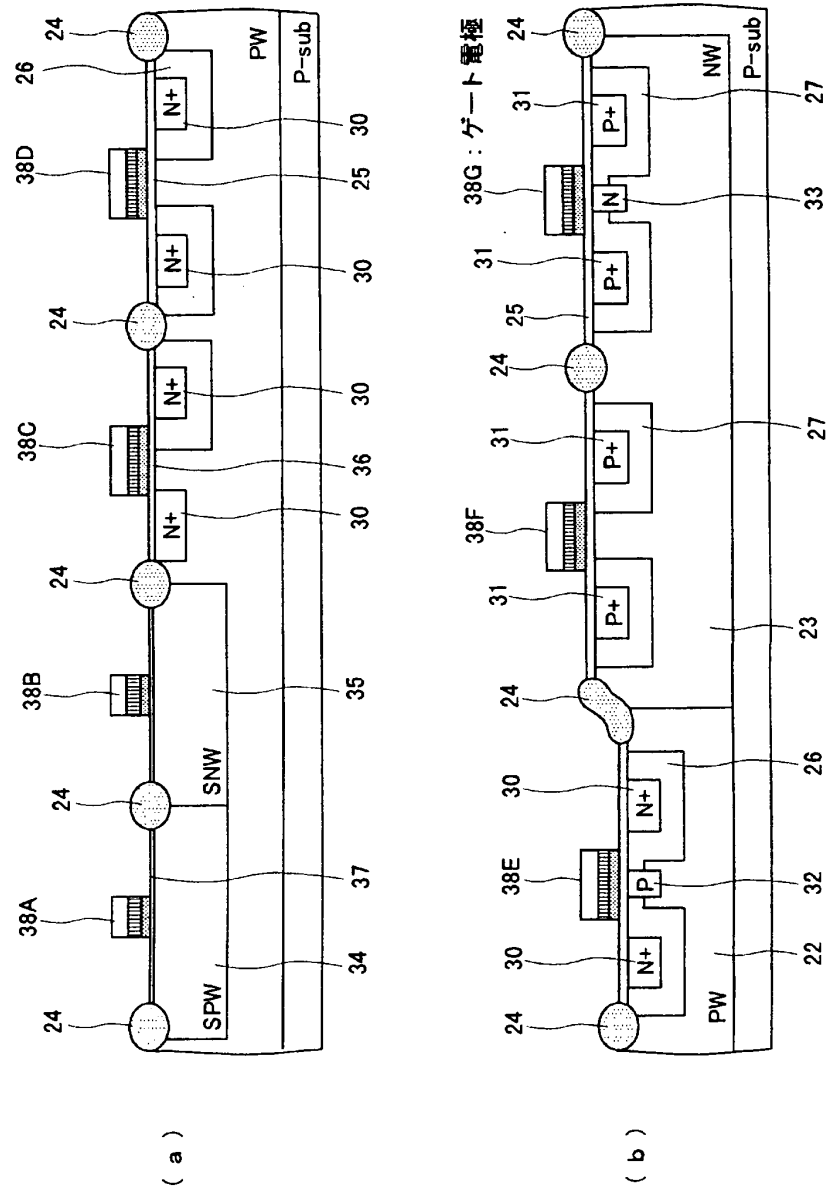 (a)
24
38A
24
38B
24
38C
24
38D
26
24
N+
N+
N+
N+
SPW
SNW
PW
P-sub
34
37
35
30
36
30
30
25
30
(b)
24
30
38E
30
24
31
38F
31
24
25
31
38G：ゲート電極
31
24
N+
P
N+
P+
P+
P+
N
P+
PW
NW
P-sub
22
32
26
23
27
33
27